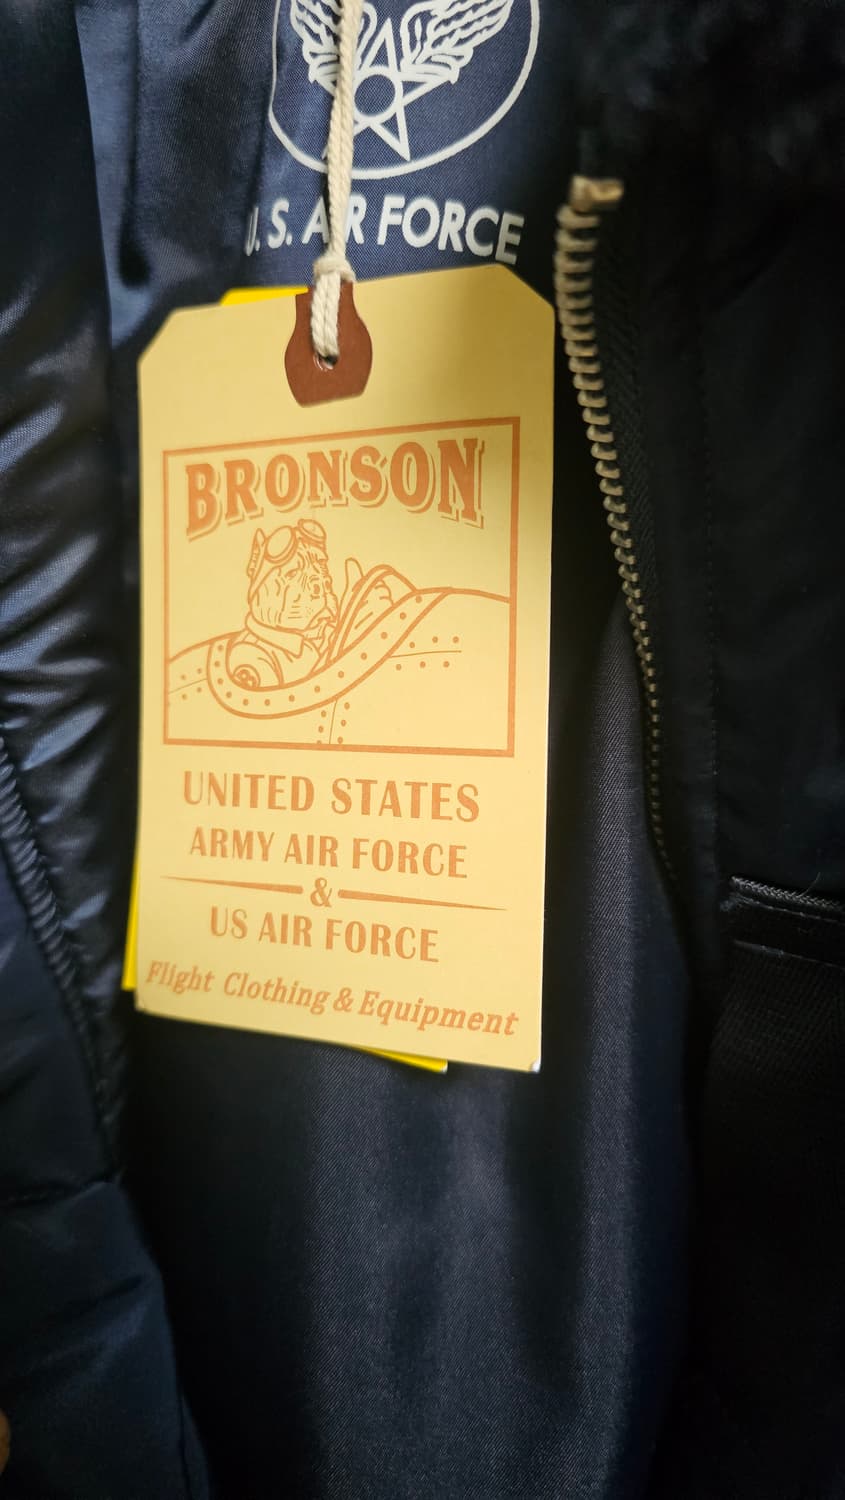 U.S. AIR FORCE
BRONSON
UNITED STATES
ARMY AIR FORCE
&
US AIR FORCE
Flight Clothing & Equipment